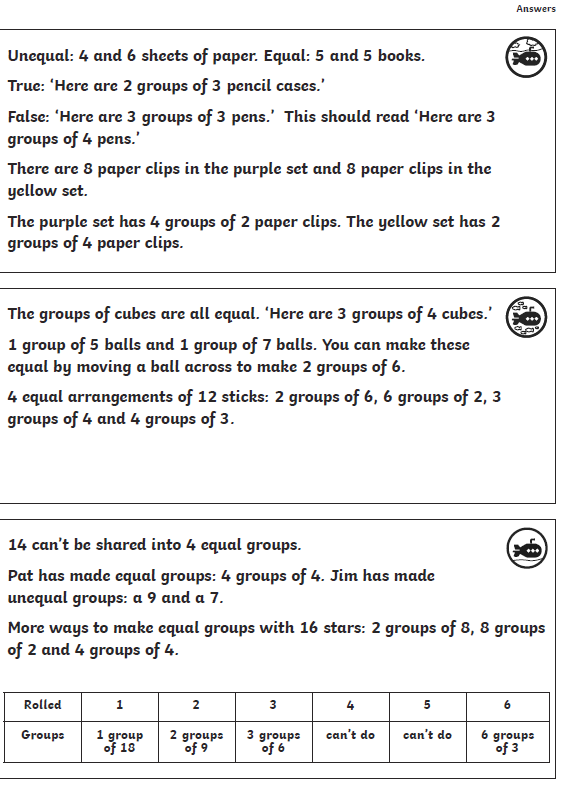 Answers
Unequal: 4 and 6 sheets of paper. Equal: 5 and 5 books.
True: ‘Here are 2 groups of 3 pencil cases.’
False: ‘Here are 3 groups of 3 pens.’  This should read ‘Here are 3
groups of 4 pens.’
There are 8 paper clips in the purple set and 8 paper clips in the
yellow set.
The purple set has 4 groups of 2 paper clips. The yellow set has 2
groups of 4 paper clips.
The groups of cubes are all equal. ‘Here are 3 groups of 4 cubes.’
1 group of 5 balls and 1 group of 7 balls. You can make these
equal by moving a ball across to make 2 groups of 6.
4 equal arrangements of 12 sticks: 2 groups of 6, 6 groups of 2, 3
groups of 4 and 4 groups of 3.
14 can’t be shared into 4 equal groups.
Pat has made equal groups: 4 groups of 4. Jim has made
unequal groups: a 9 and a 7.
More ways to make equal groups with 16 stars: 2 groups of 8, 8 groups
of 2 and 4 groups of 4.
Rolled 1 2 3 4 5 6
Groups 1 group 2 groups 3 groups can’t do can’t do 6 groups
of 18 of 9 of 6 of 3